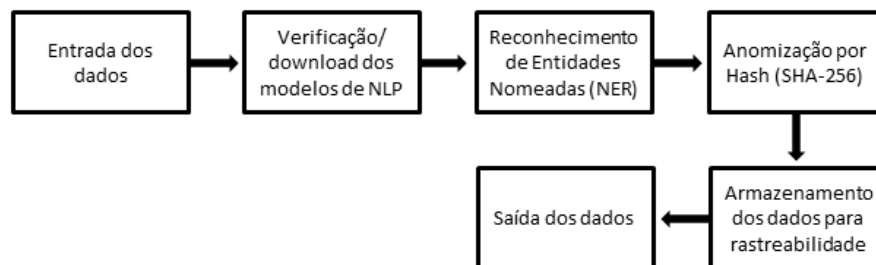 Entrada dos
dados
Verificação/
download dos
modelos de NLP
Reconhecimento
de Entidades
Nomeadas (NER)
Anomização por
Hash (SHA-256)
Armazenamento
dos dados para
rastreabilidade
Saída dos dados